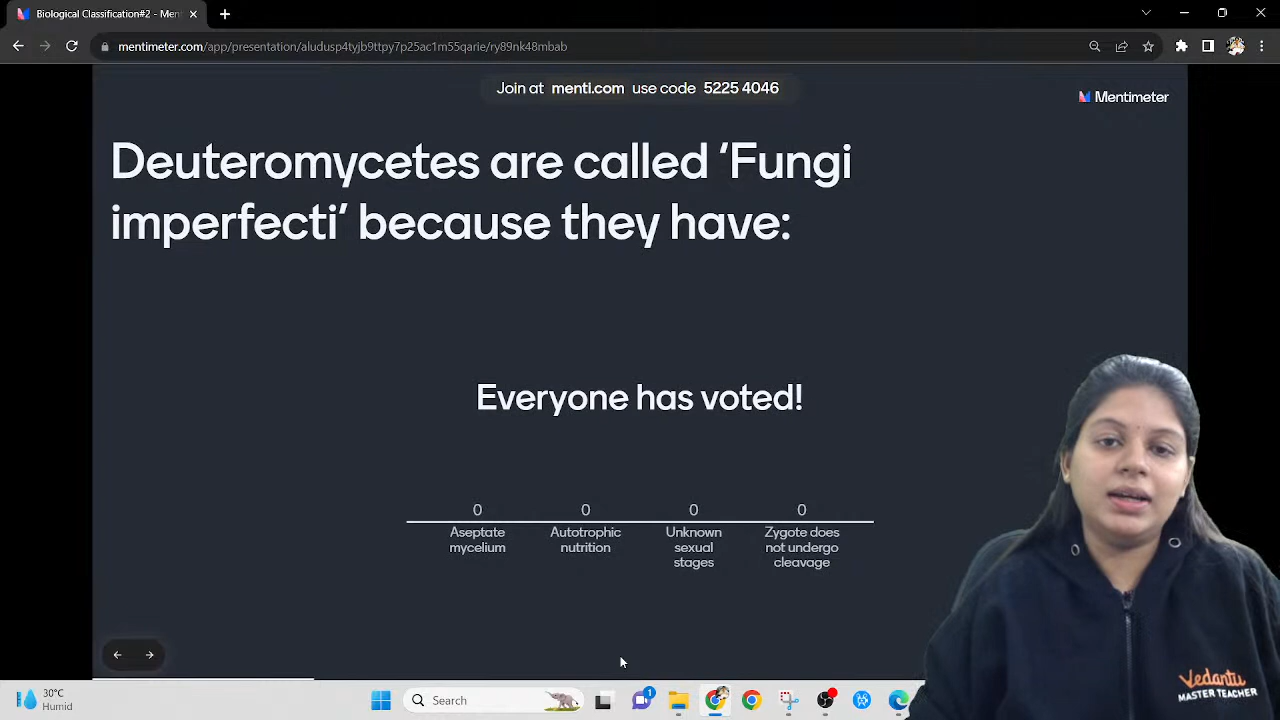 Biological Classification#2 - Men
mentimeter.com/app/presentation/aludusp4tyjb9ttpy7p25ac1m55qarie/ry89nk48mbab
Join at menti.com use code 5225 4046
Mentimeter
Deuteromycetes are called ‘Fungi
imperfecti’ because they have:
Everyone has voted!
0 0 0 0
Aseptate
mycelium
Autotrophic
nutrition
Unknown
sexual
stages
Zygote does
not undergo
cleavage
Vedantu
MASTER TEACHER
30°C
Humid
Search
1